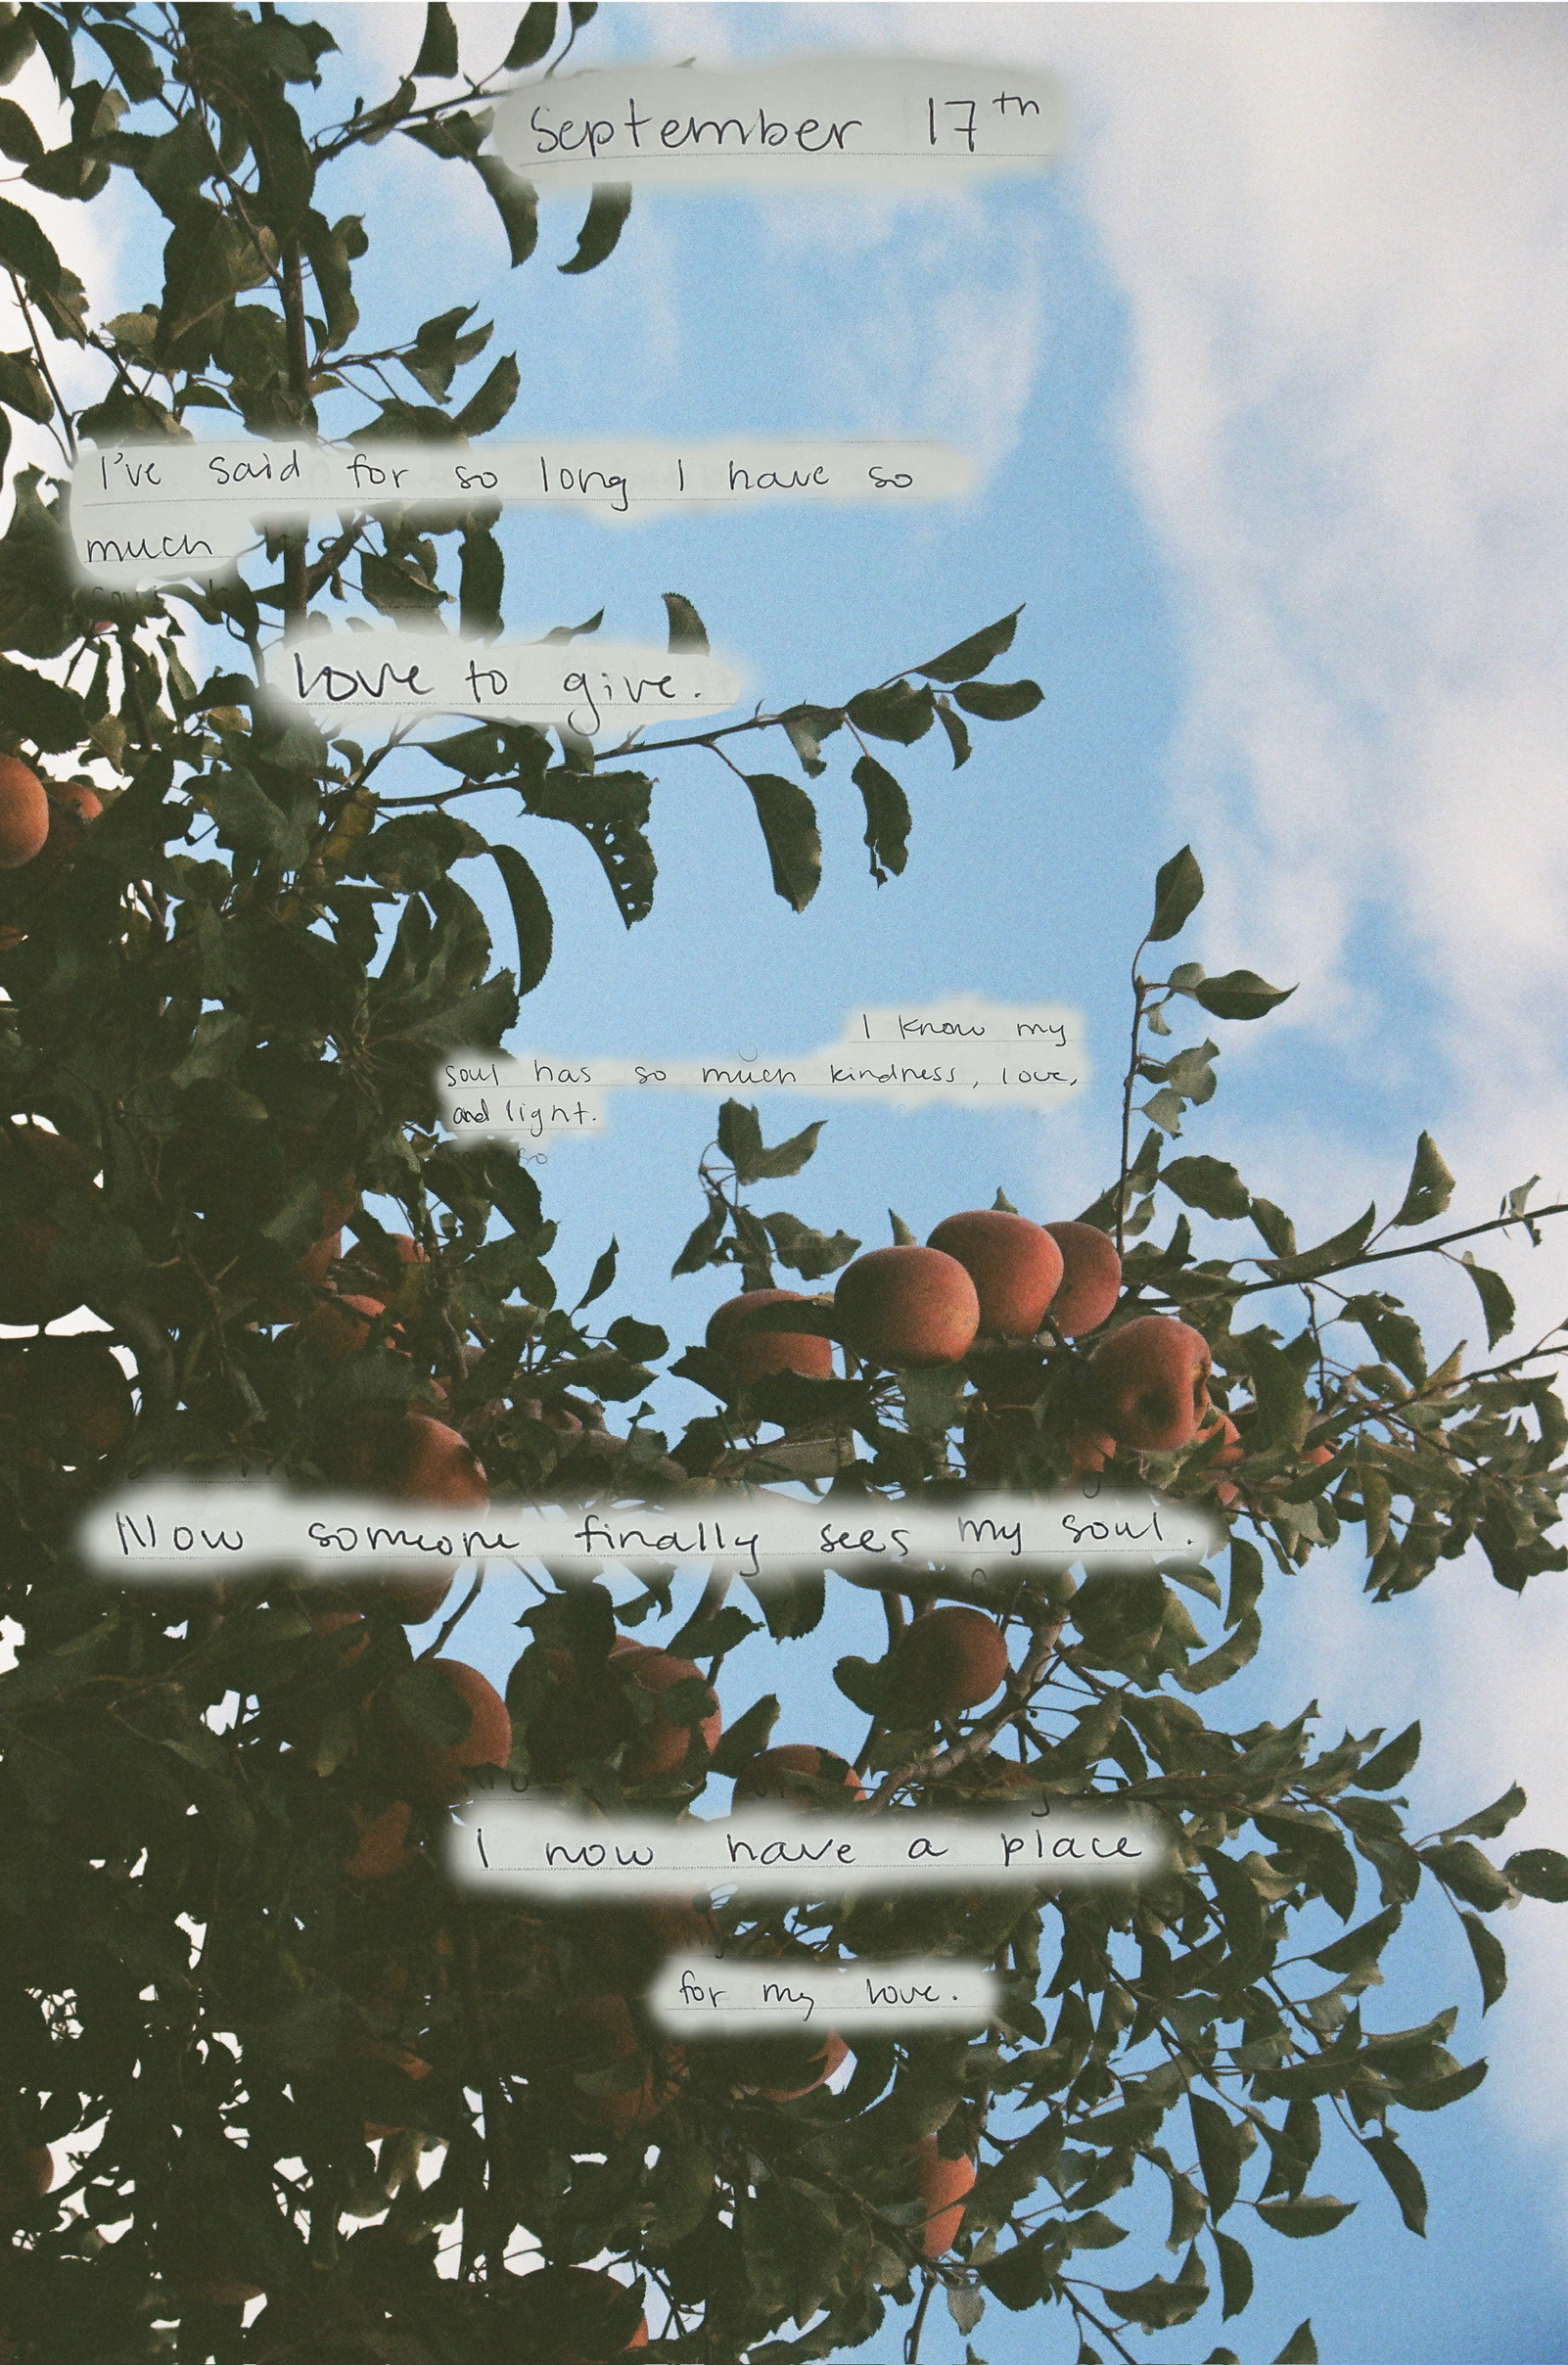 September 17th
I've said for so long I have so
much
love to give.
I know my
soul has so much kindness, love,
and light.
so
Now someone finally sees my soul.
I now have a place
for my love.